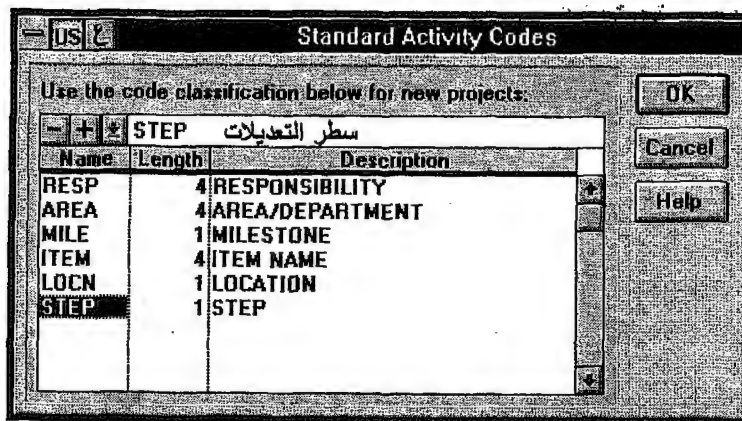 US ع Standard Activity Codes
Use the code classification below for new projects:
OK
- + STEP سطر التعديلات
Cancel
Name Length Description
RESP 4 RESPONSIBILITY
Help
AREA 4 AREA/DEPARTMENT
MILE 1 MILESTONE
ITEM 4 ITEM NAME
LOCN 1 LOCATION
STEP 1 STEP